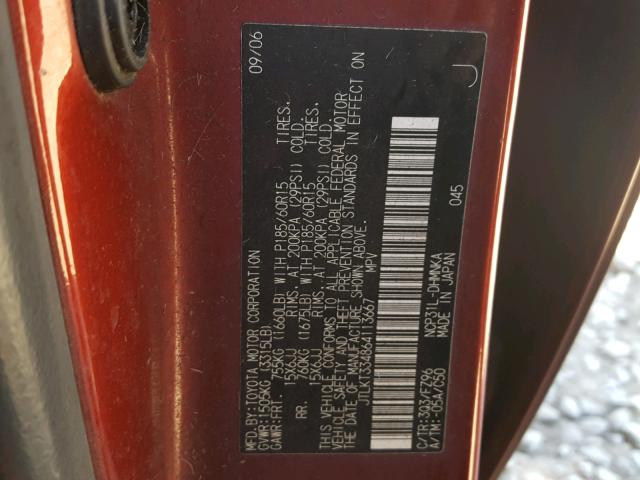 MFD.BY:TOYOTA MOTOR CORPORATION 09/06
GVWR:1505KG (3315LB)
GAWR:FRT. 755KG (1660LB) WITH P185/60R15 TIRES,
15X6JJ RIMS, AT 200KPA (29PSI) COLD.
RR. 760KG (1675LB) WITH P185/60R15 TIRES,
15X6JJ RIMS, AT 200KPA (29PSI) COLD.
THIS VEHICLE CONFORMS TO ALL APPLICABLE FEDERAL MOTOR
VEHICLE SAFETY AND THEFT PREVENTION STANDARDS IN EFFECT ON
THE DATE OF MANUFACTURE SHOWN ABOVE.
JTLKT334864113667 MPV
C/TR:3Q3/FZ96 NCP31L-DHMNKA 045 J
A/TM:-05A/C50 MADE IN JAPAN